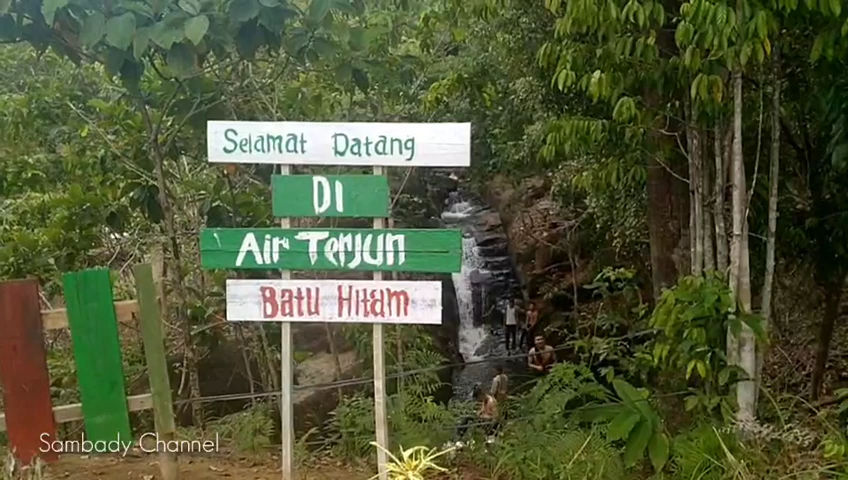 Selamat Datang
DI
Air Terjun
Batu Hitam
Sambady Channel